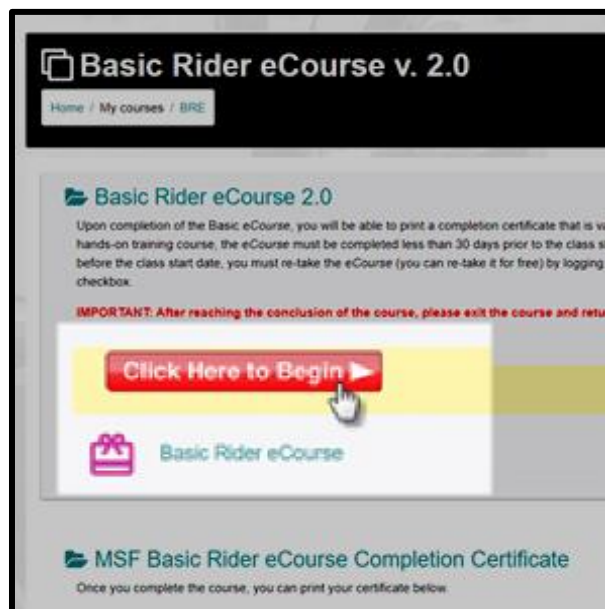 Basic Rider eCourse v. 2.0
Home / My courses / BRE
Basic Rider eCourse 2.0
Upon completion of the Basic eCourse, you will be able to print a completion certificate that is
hands-on training course, the eCourse must be completed less than 30 days prior to the class
before the class start date, you must re-take the eCourse (you can re-take it for free) by logging
checkbox.
IMPORTANT: After reaching the conclusion of the course, please exit the course and
Click Here to Begin
Basic Rider eCourse
MSF Basic Rider eCourse Completion Certificate
Once you complete the course, you can print your certificate below.